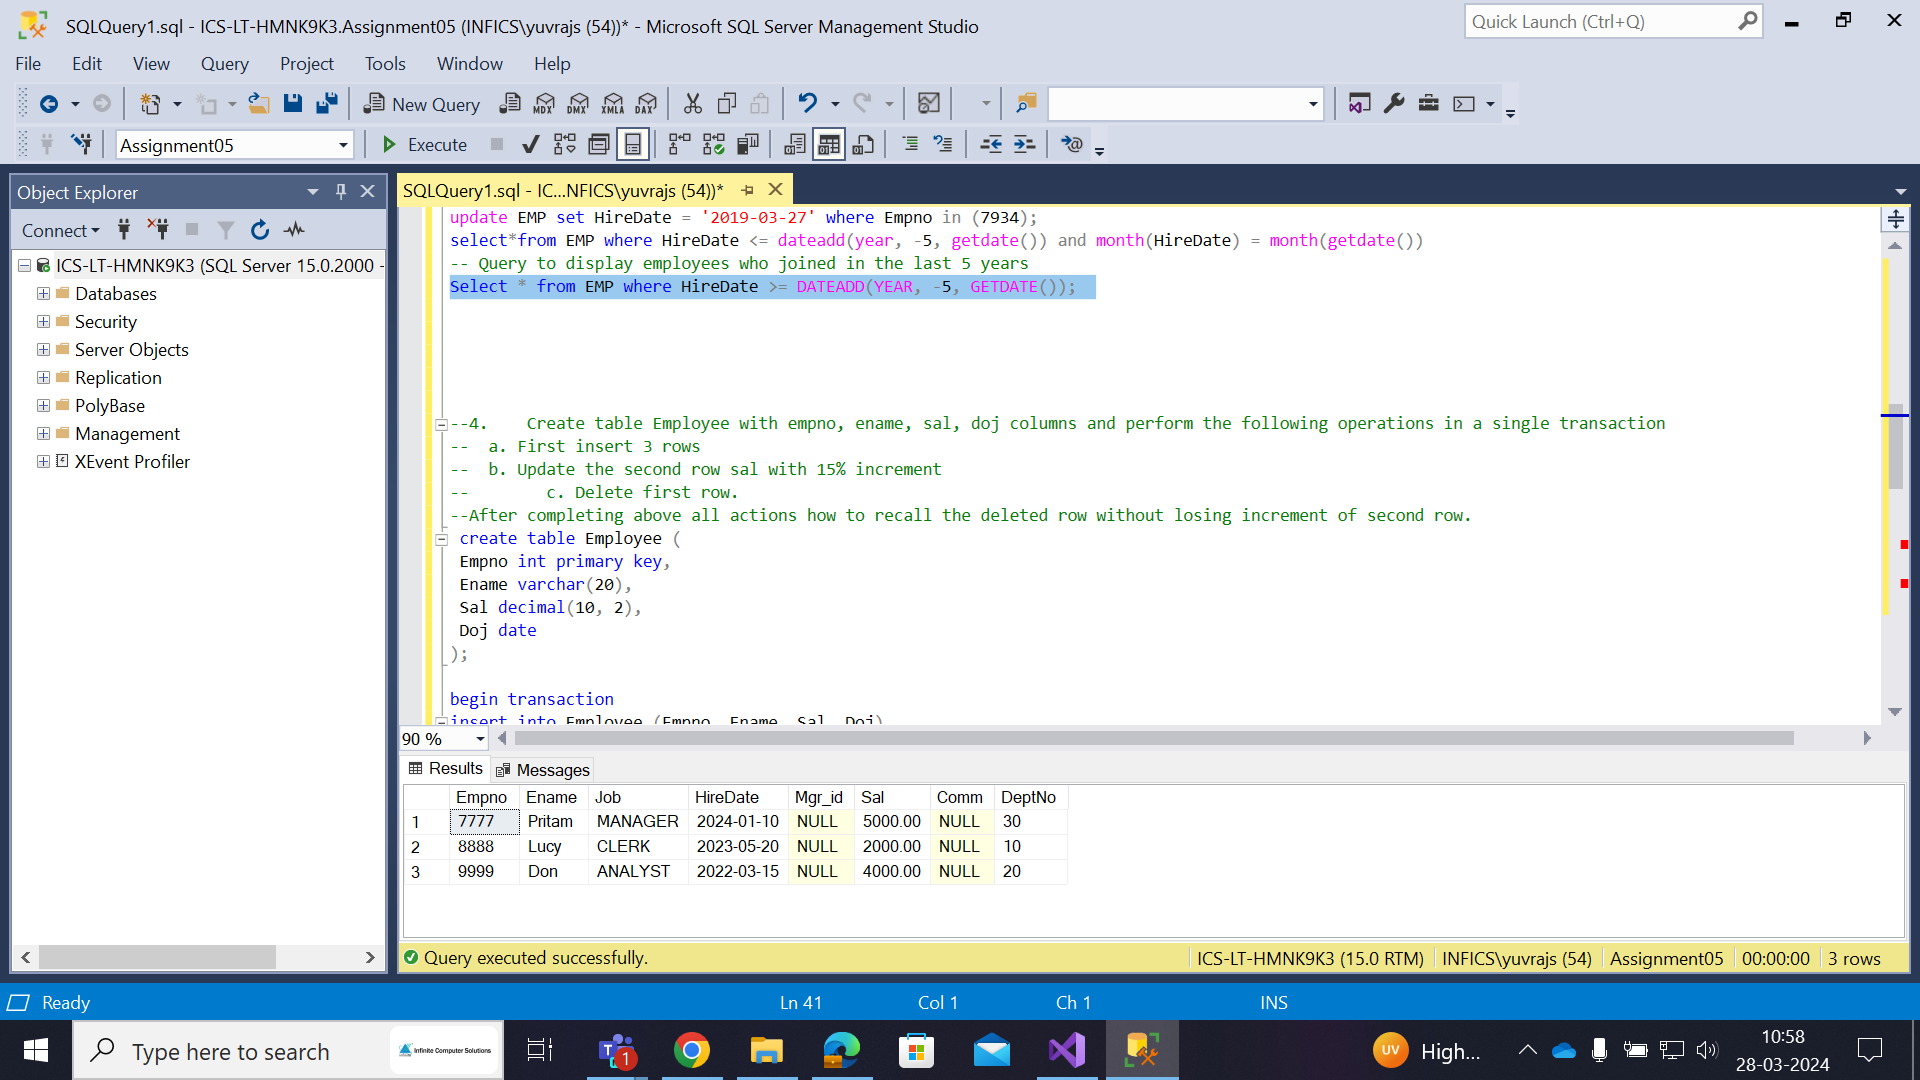 SQLQuery1.sql - ICS-LT-HMNK9K3.Assignment05 (INFICS\yuvrajs (54))* - Microsoft SQL Server Management Studio
Quick Launch (Ctrl+Q)
File Edit View Query Project Tools Window Help
New Query MDX DMX XMLA DAX
Assignment05 Execute
Object Explorer
Connect
ICS-LT-HMNK9K3 (SQL Server 15.0.2000 -
Databases
Security
Server Objects
Replication
PolyBase
Management
XEvent Profiler
SQLQuery1.sql - IC...NFICS\yuvrajs (54))*
update EMP set HireDate = '2019-03-27' where Empno in (7934);
select*from EMP where HireDate <= dateadd(year, -5, getdate()) and month(HireDate) = month(getdate())
-- Query to display employees who joined in the last 5 years
Select * from EMP where HireDate >= DATEADD(YEAR, -5, GETDATE());
--4. Create table Employee with empno, ename, sal, doj columns and perform the following operations in a single transaction
-- a. First insert 3 rows
-- b. Update the second row sal with 15% increment
-- c. Delete first row.
--After completing above all actions how to recall the deleted row without losing increment of second row.
create table Employee (
Empno int primary key,
Ename varchar(20),
Sal decimal(10, 2),
Doj date
);
begin transaction
insert into Employee (Empno, Ename, Sal, Doj)
90 %
Results Messages
Empno Ename Job HireDate Mgr_id Sal Comm DeptNo
1 7777 Pritam MANAGER 2024-01-10 NULL 5000.00 NULL 30
2 8888 Lucy CLERK 2023-05-20 NULL 2000.00 NULL 10
3 9999 Don ANALYST 2022-03-15 NULL 4000.00 NULL 20
Query executed successfully. ICS-LT-HMNK9K3 (15.0 RTM) INFICS\yuvrajs (54) Assignment05 00:00:00 3 rows
Ready Ln 41 Col 1 Ch 1 INS
Type here to search Infinite Computer Solutions 1 UV High... 10:58
28-03-2024